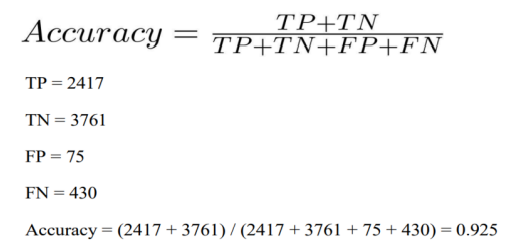 Accuracy = TP+TN / TP+TN+FP+FN
TP = 2417
TN = 3761
FP = 75
FN = 430
Accuracy = (2417 + 3761) / (2417 + 3761 + 75 + 430) = 0.925